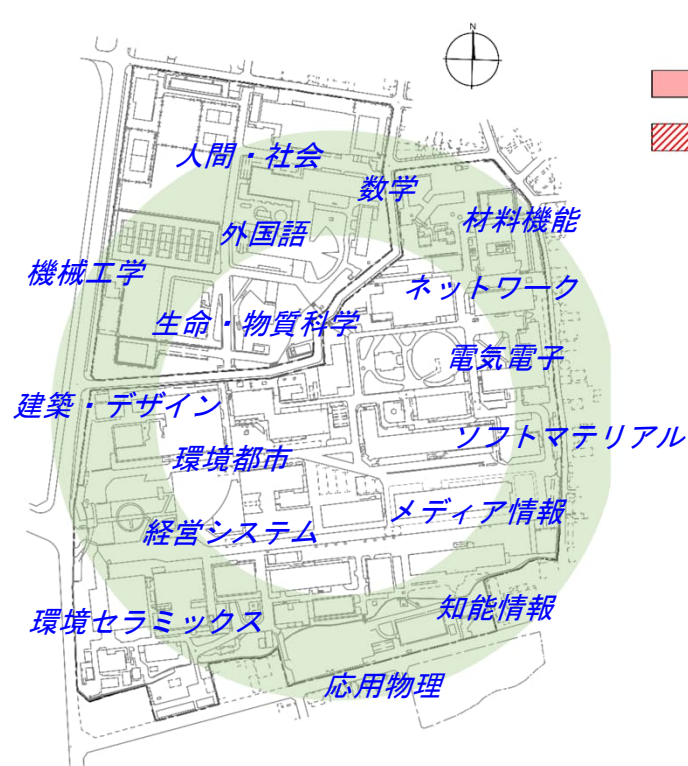 N
人間・社会
数学
材料機能
外国語
機械工学
ネットワーク
生命・物質科学
電気電子
建築・デザイン
ソフトマテリアル
環境都市
メディア情報
経営システム
知能情報
環境セラミックス
応用物理